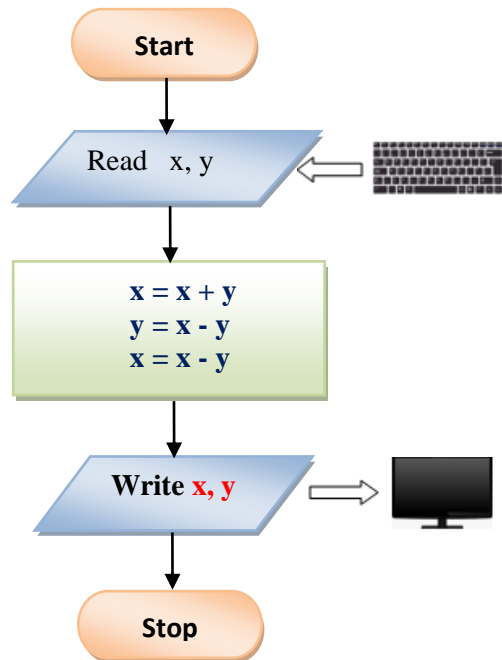 Start
Read x, y
x = x + y
y = x - y
x = x - y
Write x, y
Stop